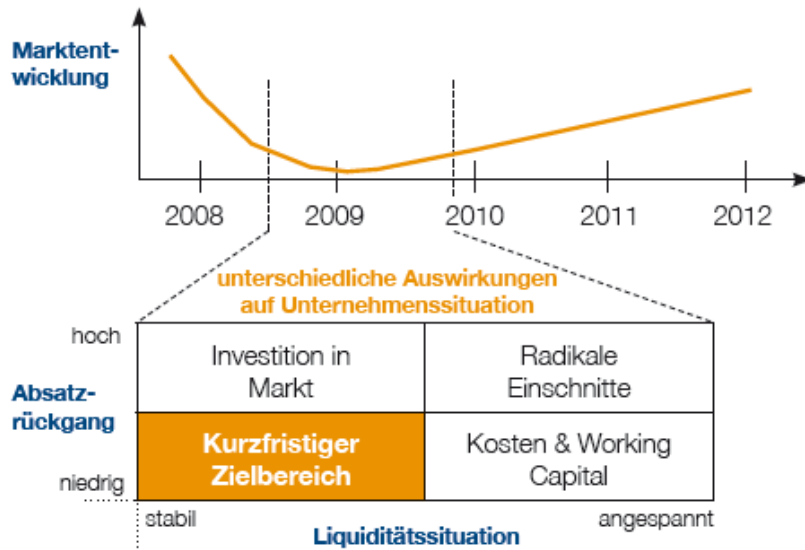 Marktent-
wicklung
2008 2009 2010 2011 2012
unterschiedliche Auswirkungen
auf Unternehmenssituation
hoch
Investition in
Markt
Radikale
Einschnitte
Absatz-
rückgang
Kurzfristiger
Zielbereich
Kosten & Working
Capital
niedrig
stabil
angespannt
Liquiditätssituation